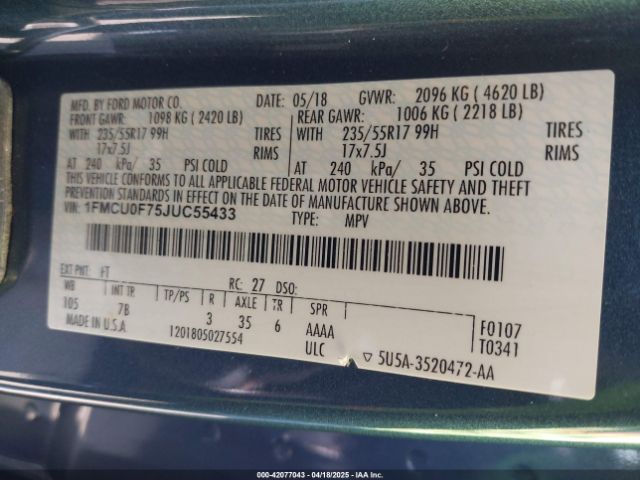 MFD. BY FORD MOTOR CO.
DATE: 05/18 GVWR: 2096 KG ( 4620 LB)
FRONT GAWR: 1098 KG ( 2420 LB) REAR GAWR: 1006 KG ( 2218 LB)
WITH 235/55R17 99H TIRES WITH 235/55R17 99H TIRES
17x7.5J RIMS 17x7.5J RIMS
AT 240 kPa/ 35 PSI COLD AT 240 kPa/ 35 PSI COLD
THIS VEHICLE CONFORMS TO ALL APPLICABLE FEDERAL MOTOR VEHICLE SAFETY AND THEFT
PREVENTION STANDARDS IN EFFECT ON THE DATE OF MANUFACTURE SHOWN ABOVE.
VIN: 1FMCU0F75JUC55433 TYPE: MPV
EXT PNT: FT RC: 27 DSO:
WB INT TR TP/PS R AXLE TR SPR
105 7B 3 35 6 AAAA F0107
MADE IN U.S.A 1201805027554 ULC ▽ 5U5A-3520472-AA T0341
000-42077043 - 04/18/2025 - IAAI.COM